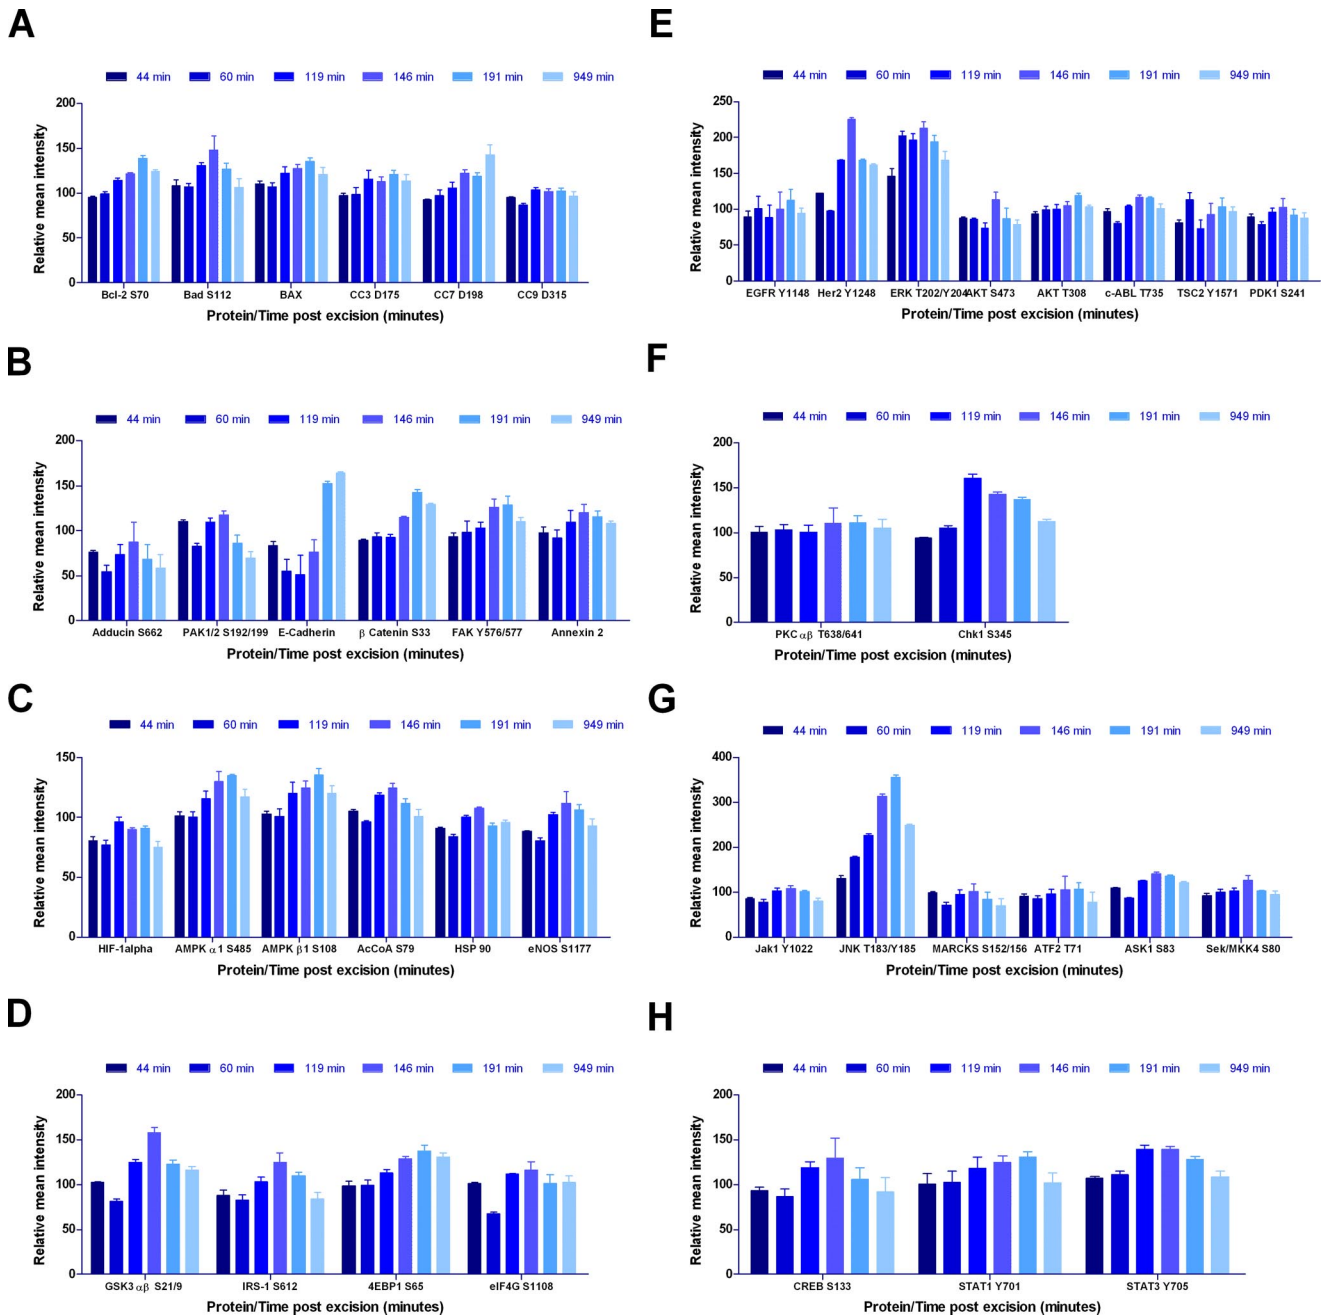 A
44 min 60 min 119 min 146 min 191 min 949 min
Relative mean intensity
200
150
100
50
0
Bcl-2 S70 Bad S112 BAX CC3 D175 CC7 D198 CC9 D315
Protein/Time post excision (minutes)
B
44 min 60 min 119 min 146 min 191 min 949 min
Relative mean intensity
200
150
100
50
0
Adducin S662 PAK1/2 S192/199 E-Cadherin β Catenin S33 FAK Y576/577 Annexin 2
Protein/Time post excision (minutes)
C
44 min 60 min 119 min 146 min 191 min 949 min
Relative mean intensity
150
100
50
0
HIF-1alpha AMPK α1 S485 AMPK β1 S108 AcCoA S79 HSP 90 eNOS S1177
Protein/Time post excision (minutes)
D
44 min 60 min 119 min 146 min 191 min 949 min
Relative mean intensity
200
150
100
50
0
GSK3 αβ S21/9 IRS-1 S612 4EBP1 S65 eIF4G S1108
Protein/Time post excision (minutes)
E
44 min 60 min 119 min 146 min 191 min 949 min
Relative mean intensity
250
200
150
100
50
0
EGFR Y1148 Her2 Y1248 ERK T202/Y204 AKT S473 AKT T308 c-ABL T735 TSC2 Y1571 PDK1 S241
Protein/Time post excision (minutes)
F
44 min 60 min 119 min 146 min 191 min 949 min
Relative mean intensity
200
150
100
50
0
PKC αβ T638/641 Chk1 S345
Protein/Time post excision (minutes)
G
44 min 60 min 119 min 146 min 191 min 949 min
Relative mean intensity
400
300
200
100
0
Jak1 Y1022 JNK T183/Y185 MARCKS S152/156 ATF2 T71 ASK1 S83 Sek/MKK4 S80
Protein/Time post excision (minutes)
H
44 min 60 min 119 min 146 min 191 min 949 min
Relative mean intensity
200
150
100
50
0
CREB S133 STAT1 Y701 STAT3 Y705
Protein/Time post excision (minutes)